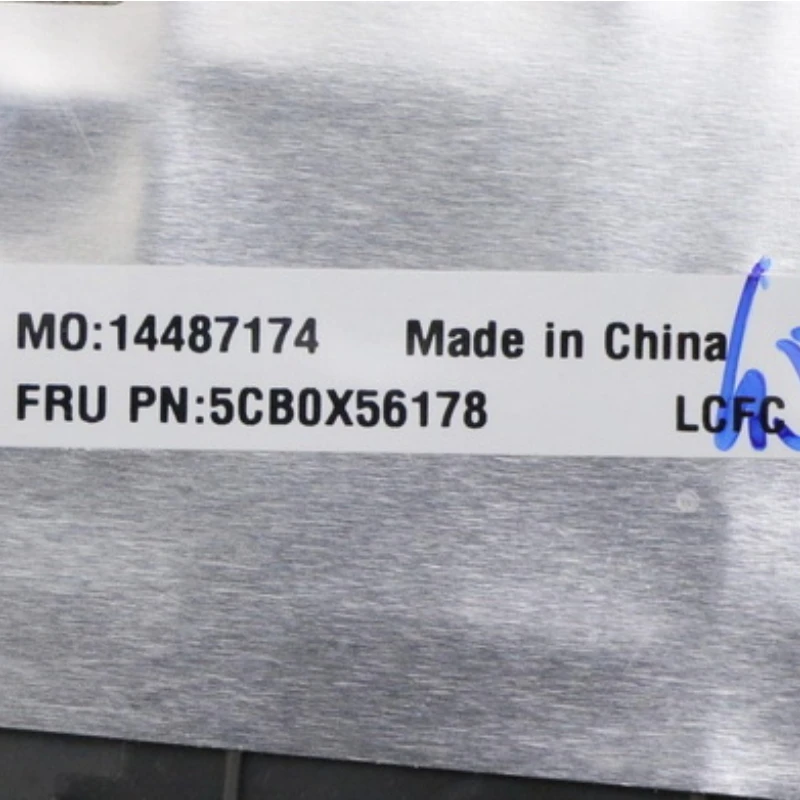 MO:14487174 Made in China
FRU PN:5CB0X56178 LCFC